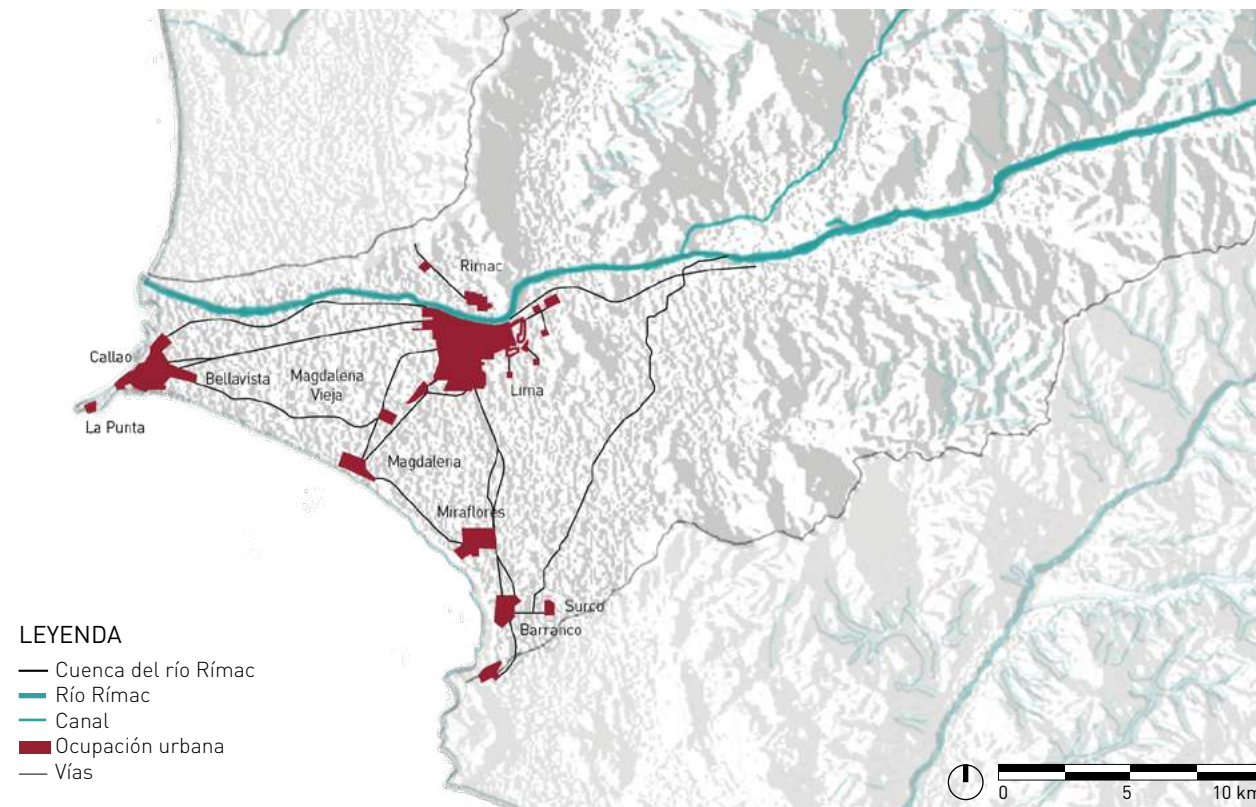 Rimac
Callao
Bellavista
Magdalena
Vieja
Lima
La Punta
Magdalena
Miraflores
Surco
Barranco
LEYENDA
Cuenca del río Rímac
Río Rímac
Canal
Ocupación urbana
Vías
0 5 10 km